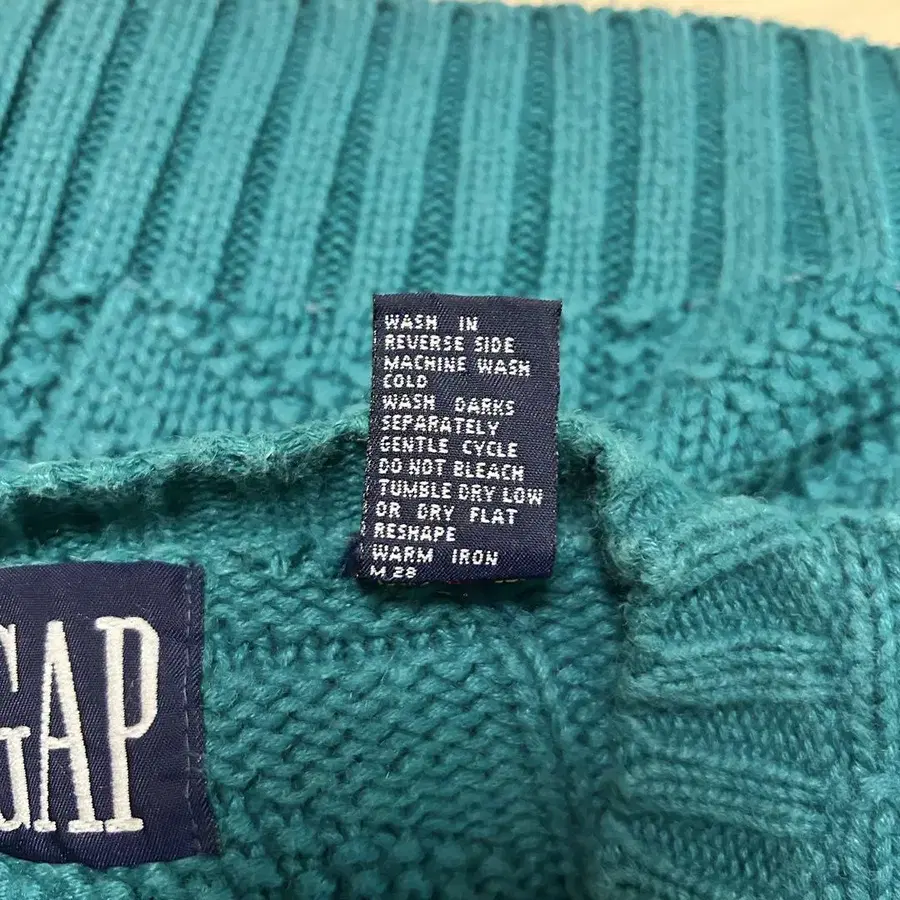 WASH IN
REVERSE SIDE
MACHINE WASH
COLD
WASH DARKS
SEPARATELY
GENTLE CYCLE
DO NOT BLEACH
TUMBLE DRY LOW
OR DRY FLAT
RESHAPE
WARM IRON
M 28
GAP